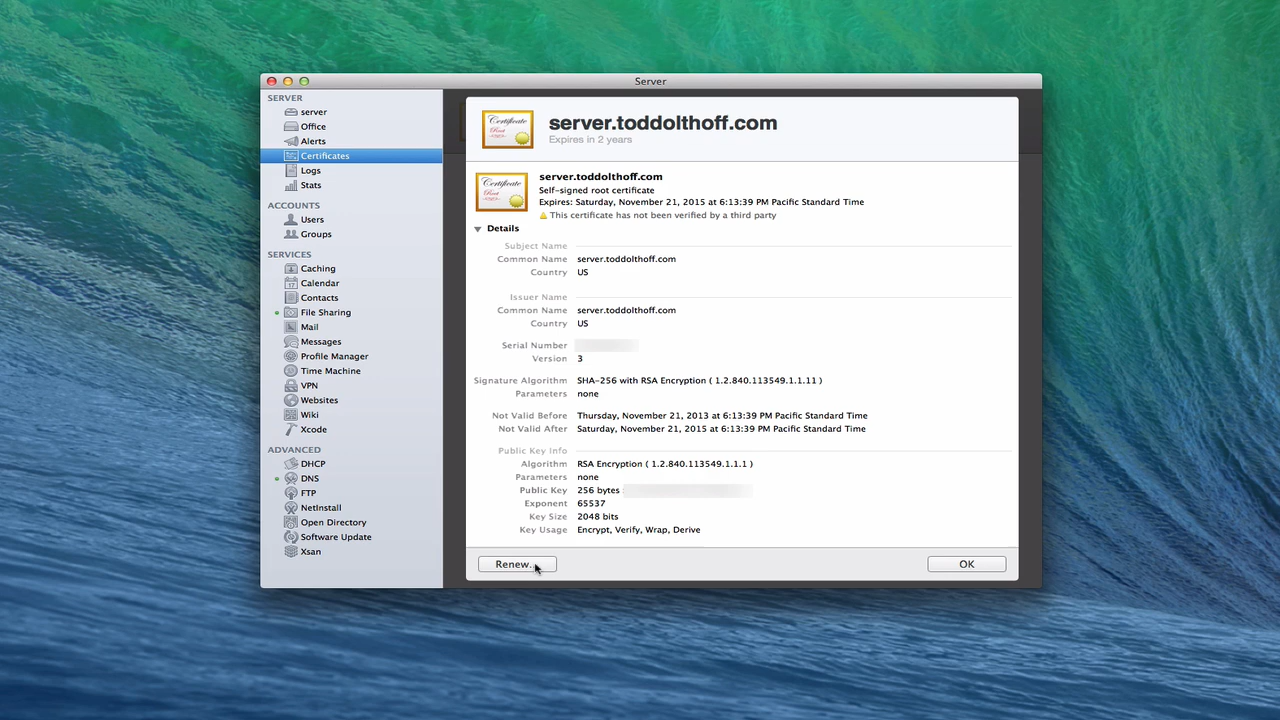 Server
SERVER
server
Office
Alerts
Certificates
Logs
Stats
ACCOUNTS
Users
Groups
SERVICES
Caching
Calendar
Contacts
File Sharing
Mail
Messages
Profile Manager
Time Machine
VPN
Websites
Wiki
Xcode
ADVANCED
DHCP
DNS
FTP
NetInstall
Open Directory
Software Update
Xsan
Certificate
Root
server.toddolthoff.com
Expires in 2 years
Certificate
Root
server.toddolthoff.com
Self-signed root certificate
Expires: Saturday, November 21, 2015 at 6:13:39 PM Pacific Standard Time
This certificate has not been verified by a third party
Details
Subject Name
Common Name server.toddolthoff.com
Country US
Issuer Name
Common Name server.toddolthoff.com
Country US
Serial Number
Version 3
Signature Algorithm SHA-256 with RSA Encryption ( 1.2.840.113549.1.1.11 )
Parameters none
Not Valid Before Thursday, November 21, 2013 at 6:13:39 PM Pacific Standard Time
Not Valid After Saturday, November 21, 2015 at 6:13:39 PM Pacific Standard Time
Public Key Info
Algorithm RSA Encryption ( 1.2.840.113549.1.1.1 )
Parameters none
Public Key 256 bytes
Exponent 65537
Key Size 2048 bits
Key Usage Encrypt, Verify, Wrap, Derive
Renew..
OK